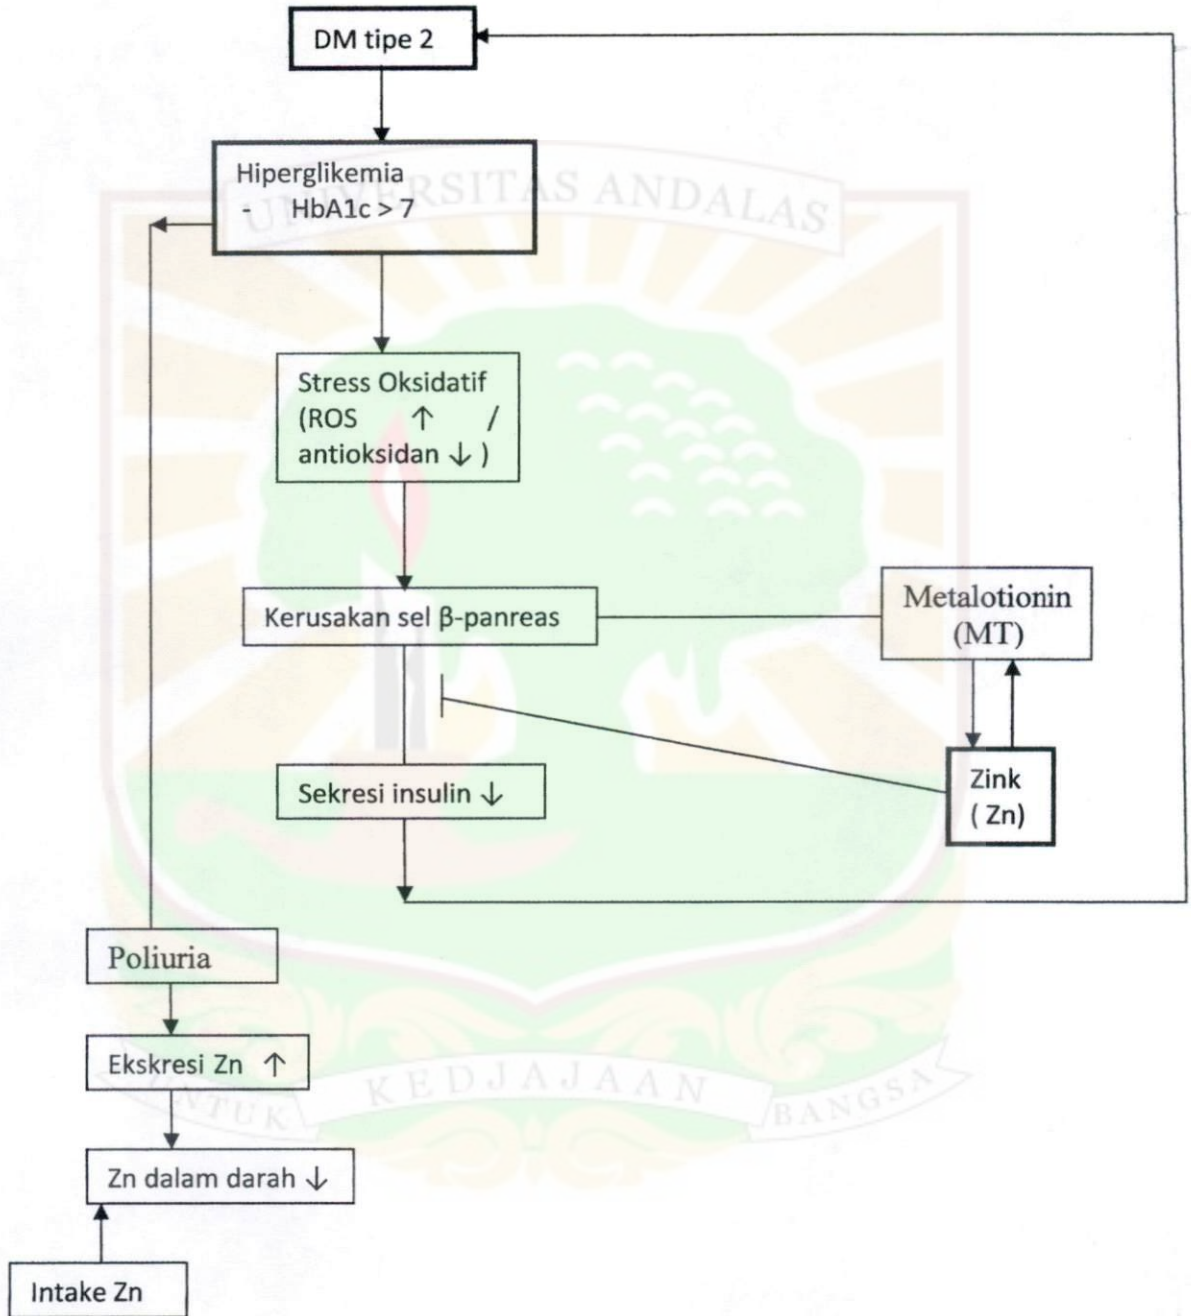 DM tipe 2
Hiperglikemia
- HbA1c > 7
UNIVERSITAS ANDALAS
Stress Oksidatif
(ROS ↑ /
antioksidan ↓ )
Kerusakan sel β-panreas
Metalotionin
(MT)
Zink
( Zn)
Sekresi insulin ↓
Poliuria
Ekskresi Zn ↑
UNTUK KEDJAJAAN BANGSA
Zn dalam darah ↓
Intake Zn